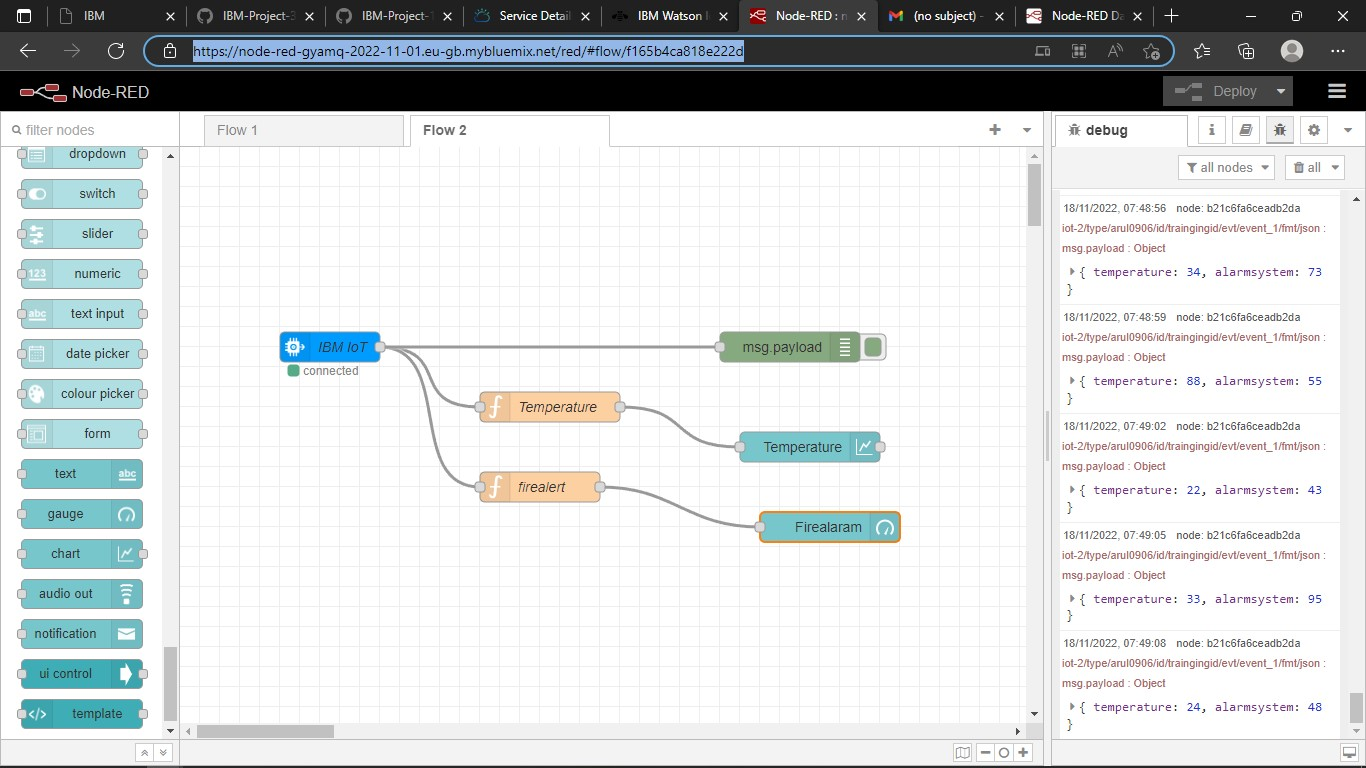 IBM
IBM-Project-3
IBM-Project-1
Service Detail
IBM Watson I
Node-RED : n
(no subject) -
Node-RED Da
https://node-red-gyamq-2022-11-01.eu-gb.mybluemix.net/red/#flow/f165b4ca818e222d
Node-RED
Deploy
filter nodes
dropdown
switch
slider
123 numeric
abc text input
date picker
colour picker
form
text abc
gauge
chart
audio out
notification
ui control
</> template
Flow 1
Flow 2
IBM IoT
connected
msg.payload
f Temperature
Temperature
f firealert
Firealaram
debug
i
all nodes
all
18/11/2022, 07:48:56 node: b21c6fa6ceadb2da
iot-2/type/arul0906/id/traingingid/evt/event_1/fmt/json :
msg.payload : Object
{ temperature: 34, alarmsystem: 73
}
18/11/2022, 07:48:59 node: b21c6fa6ceadb2da
iot-2/type/arul0906/id/traingingid/evt/event_1/fmt/json :
msg.payload : Object
{ temperature: 88, alarmsystem: 55
}
18/11/2022, 07:49:02 node: b21c6fa6ceadb2da
iot-2/type/arul0906/id/traingingid/evt/event_1/fmt/json :
msg.payload : Object
{ temperature: 22, alarmsystem: 43
}
18/11/2022, 07:49:05 node: b21c6fa6ceadb2da
iot-2/type/arul0906/id/traingingid/evt/event_1/fmt/json :
msg.payload : Object
{ temperature: 33, alarmsystem: 95
}
18/11/2022, 07:49:08 node: b21c6fa6ceadb2da
iot-2/type/arul0906/id/traingingid/evt/event_1/fmt/json :
msg.payload : Object
{ temperature: 24, alarmsystem: 48
}